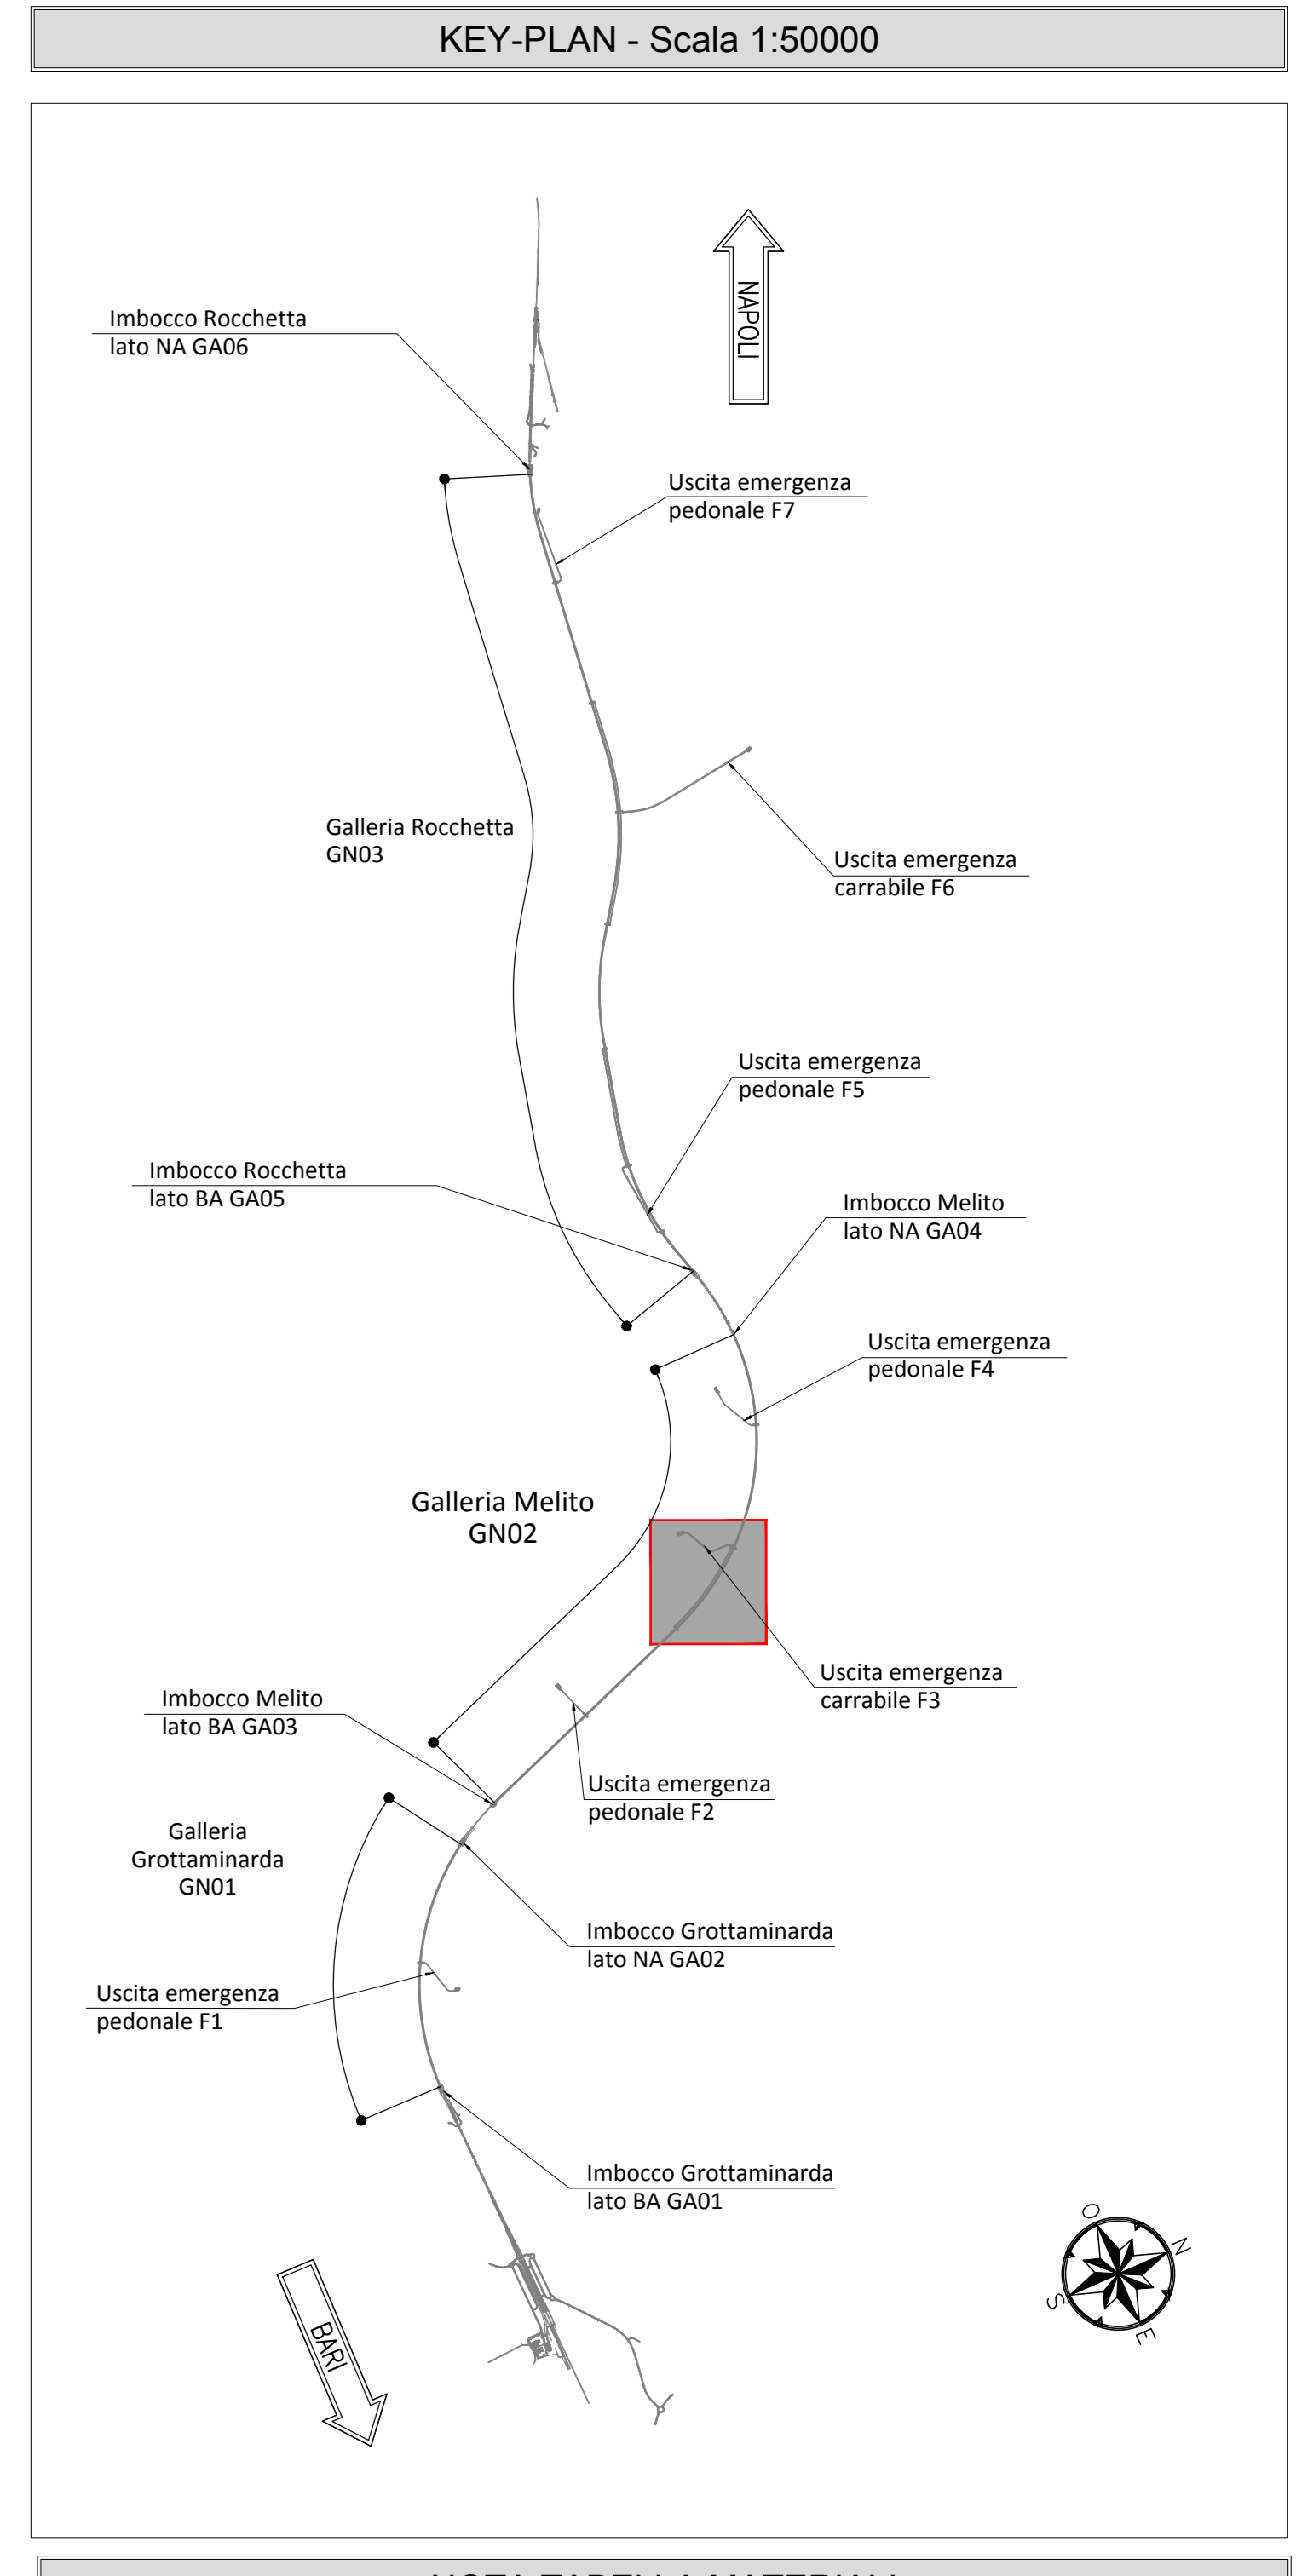 KEY-PLAN - Scala 1:50000
NAPOLI
Imbocco Rocchetta
lato NA GA06
Uscita emergenza
pedonale F7
Galleria Rocchetta
GN03
Uscita emergenza
carrabile F6
Uscita emergenza
pedonale F5
Imbocco Rocchetta
lato BA GA05
Imbocco Melito
lato NA GA04
Uscita emergenza
pedonale F4
Galleria Melito
GN02
Uscita emergenza
carrabile F3
Imbocco Melito
lato BA GA03
Uscita emergenza
pedonale F2
Galleria
Grottaminarda
GN01
Imbocco Grottaminarda
lato NA GA02
Uscita emergenza
pedonale F1
Imbocco Grottaminarda
lato BA GA01
O
N
S
E
BARI